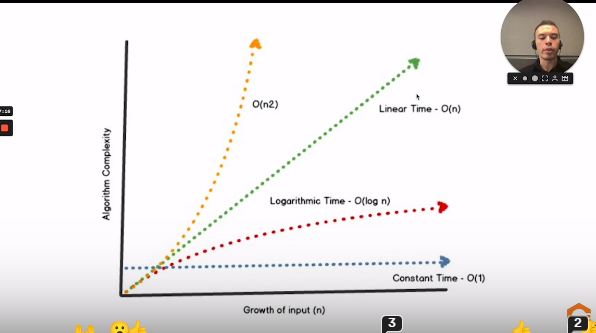 O(n2)
Linear Time - O(n)
Algorithm Complexity
Logarithmic Time - O(log n)
Constant Time - O(1)
Growth of input (n)
3
2